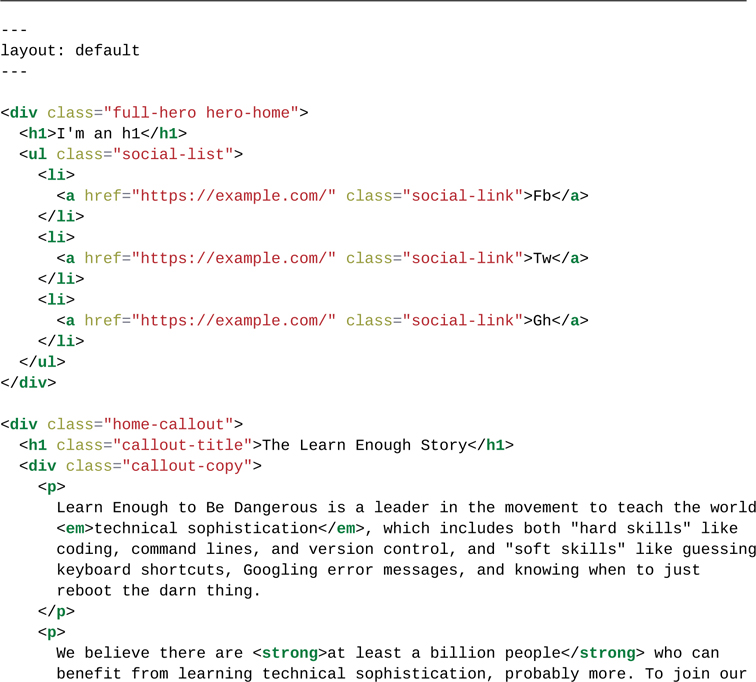 ---
layout: default
---
<div class="full-hero hero-home">
  <h1>I'm an h1</h1>
  <ul class="social-list">
    <li>
      <a href="https://example.com/" class="social-link">Fb</a>
    </li>
    <li>
      <a href="https://example.com/" class="social-link">Tw</a>
    </li>
    <li>
      <a href="https://example.com/" class="social-link">Gh</a>
    </li>
  </ul>
</div>
<div class="home-callout">
  <h1 class="callout-title">The Learn Enough Story</h1>
  <div class="callout-copy">
    <p>
      Learn Enough to Be Dangerous is a leader in the movement to teach the world
      <em>technical sophistication</em>, which includes both "hard skills" like
      coding, command lines, and version control, and "soft skills" like guessing
      keyboard shortcuts, Googling error messages, and knowing when to just
      reboot the darn thing.
    </p>
    <p>
      We believe there are <strong>at least a billion people</strong> who can
      benefit from learning technical sophistication, probably more. To join our